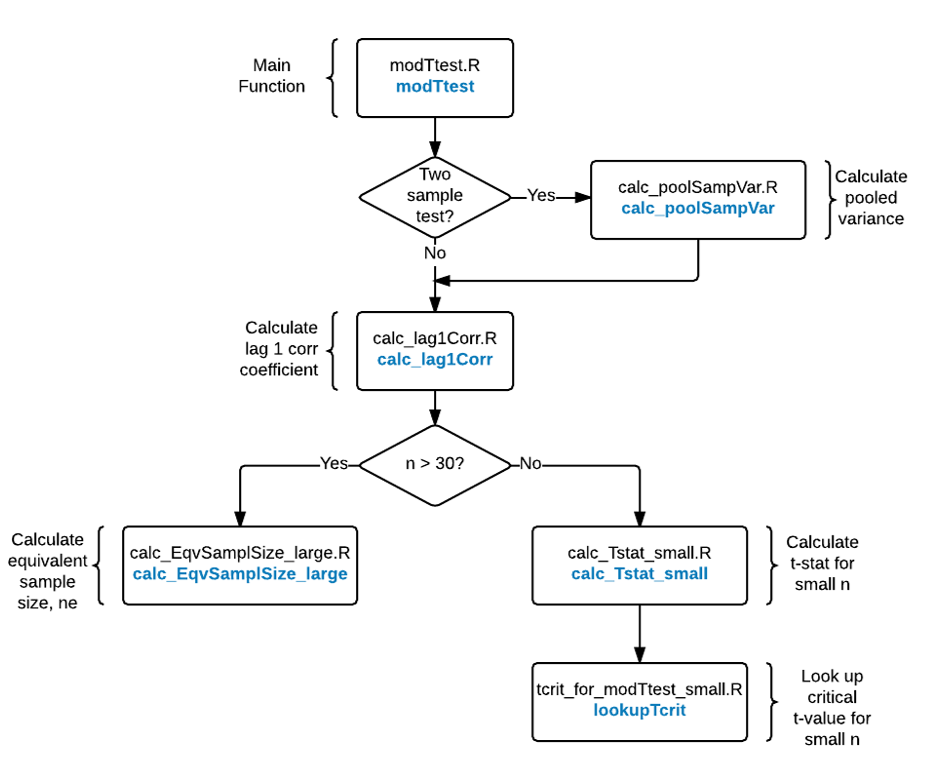 Main
Function
modTtest.R
modTtest
Two
sample
test?
Yes
calc_poolSampVar.R
calc_poolSampVar
Calculate
pooled
variance
No
Calculate
lag 1 corr
coefficient
calc_lag1Corr.R
calc_lag1Corr
Yes
n > 30?
No
Calculate
equivalent
sample
size, ne
calc_EqvSamplSize_large.R
calc_EqvSamplSize_large
calc_Tstat_small.R
calc_Tstat_small
Calculate
t-stat for
small n
tcrit_for_modTtest_small.R
lookupTcrit
Look up
critical
t-value for
small n